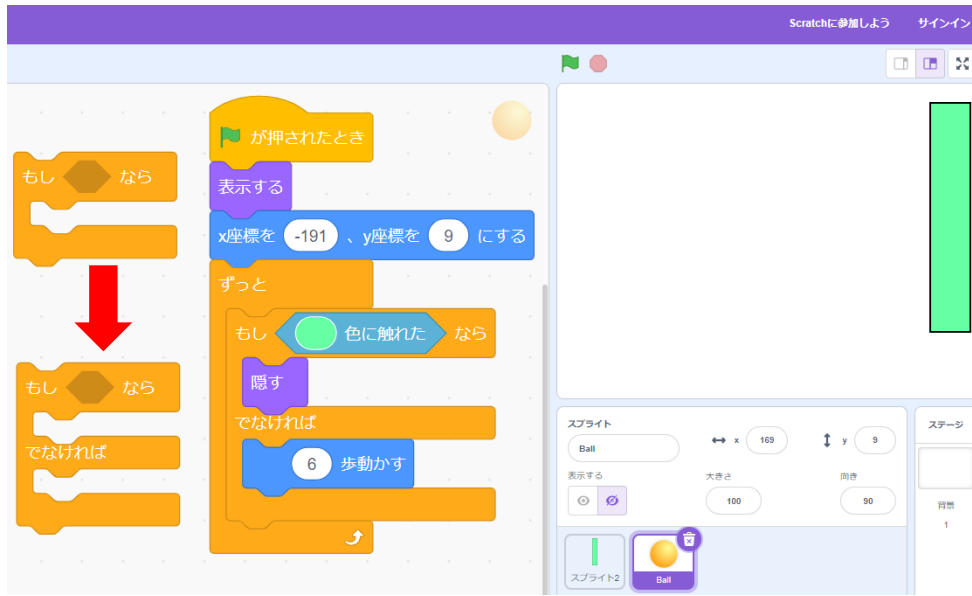 Scratchに参加しよう サインイン
もし なら
もし なら
でなければ
が押されたとき
表示する
x座標を -191 、y座標を 9 にする
ずっと
もし 色に触れた なら
隠す
でなければ
6 歩動かす
スプライト
Ball
x 169
y 9
表示する
大きさ
100
向き
90
スプライト2
Ball
ステージ
背景
1